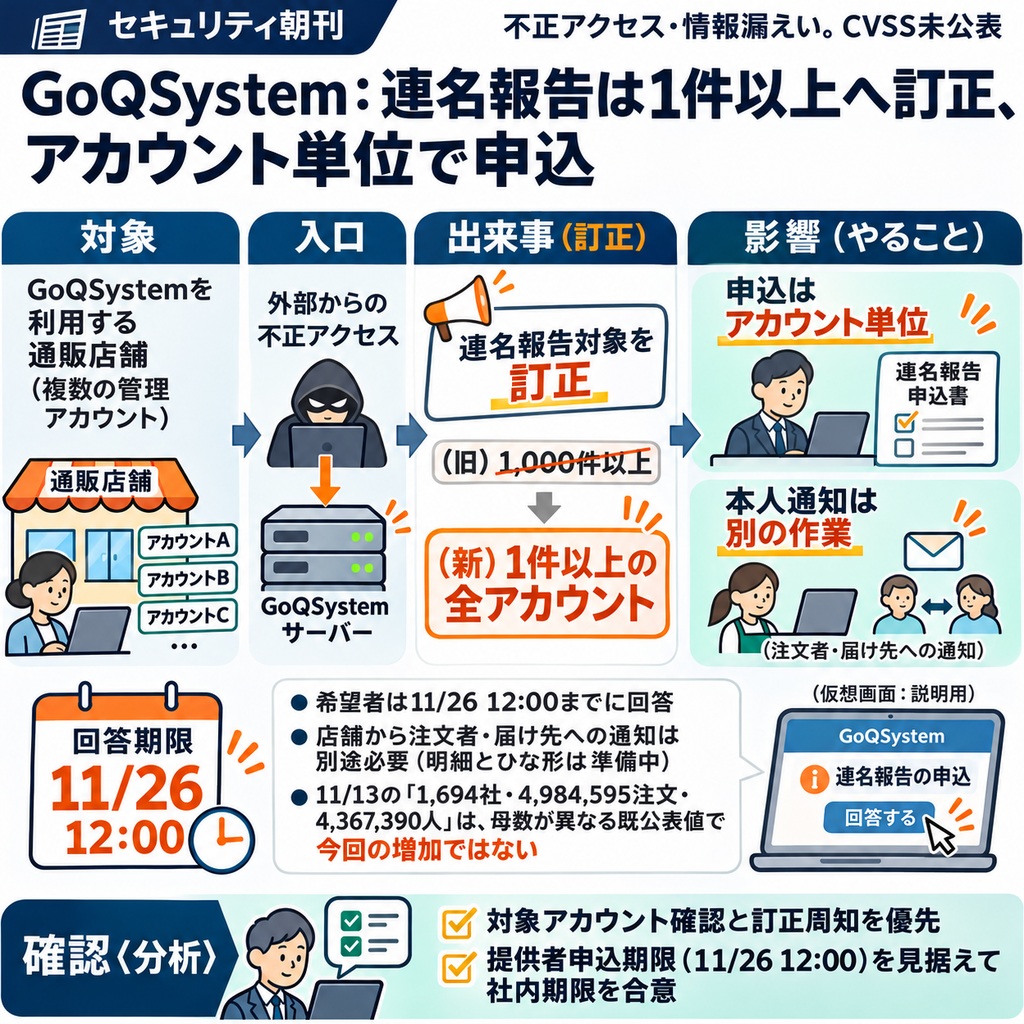 セキュリティ朝刊
不正アクセス・情報漏えい。CVSS未公表
GoQSystem：連名報告は1件以上へ訂正、
アカウント単位で申込
対象
GoQSystemを
利用する
通販店舗
（複数の管理
アカウント）
通販店舗
アカウントA
アカウントB
アカウントC
…
入口
外部からの
不正アクセス
GoQSystem
サーバー
出来事（訂正）
連名報告対象を
訂正
（旧）1,000件以上
（新）1件以上の
全アカウント
影響（やること）
申込は
アカウント単位
連名報告
申込書
本人通知は
別の作業
（注文者・届け先への通知）
回答期限
11/26
12:00
● 希望者は11/26 12:00までに回答
● 店舗から注文者・届け先への通知は
別途必要（明細とひな形は準備中）
● 11/13の「1,694社・4,984,595注文・
4,367,390人」は、母数が異なる既公表値で
今回の増加ではない
（仮想画面：説明用）
GoQSystem
連名報告の申込
回答する
確認〈分析〉
対象アカウント確認と訂正周知を優先
提供者申込期限（11/26 12:00）を見据えて
社内期限を合意